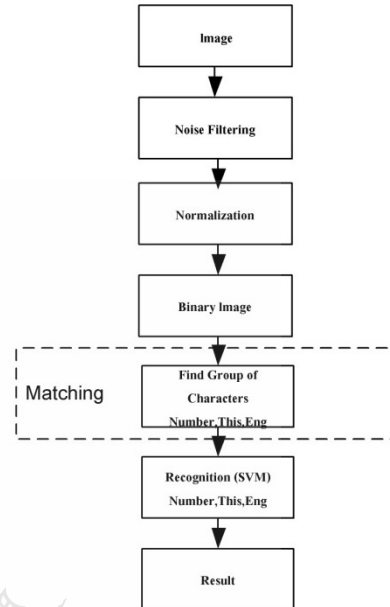 Image
Noise Filtering
Normalization
Binary Image
Matching
Find Group of
Characters
Number,This,Eng
Recognition (SVM)
Number,This,Eng
Result